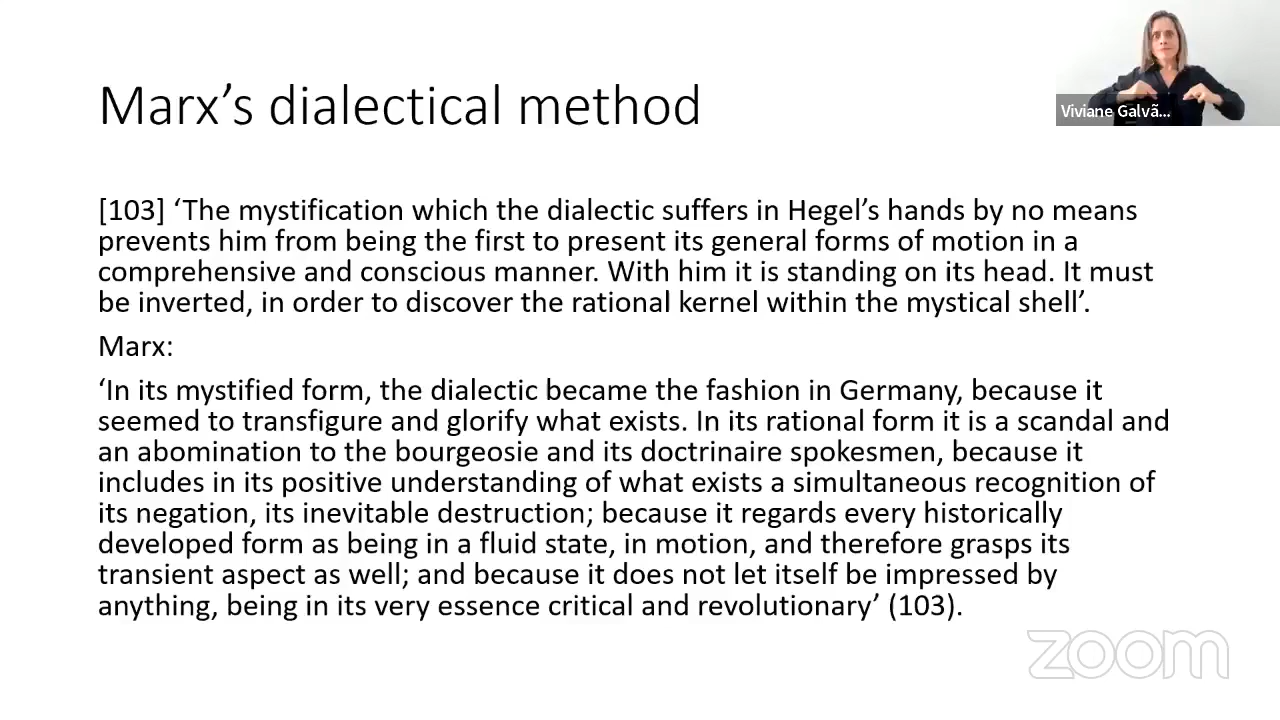 Marx’s dialectical method
Viviane Galvã...
[103] ‘The mystification which the dialectic suffers in Hegel’s hands by no means
prevents him from being the first to present its general forms of motion in a
comprehensive and conscious manner. With him it is standing on its head. It must
be inverted, in order to discover the rational kernel within the mystical shell’.
Marx:
‘In its mystified form, the dialectic became the fashion in Germany, because it
seemed to transfigure and glorify what exists. In its rational form it is a scandal and
an abomination to the bourgeosie and its doctrinaire spokesmen, because it
includes in its positive understanding of what exists a simultaneous recognition of
its negation, its inevitable destruction; because it regards every historically
developed form as being in a fluid state, in motion, and therefore grasps its
transient aspect as well; and because it does not let itself be impressed by
anything, being in its very essence critical and revolutionary’ (103).
zoom